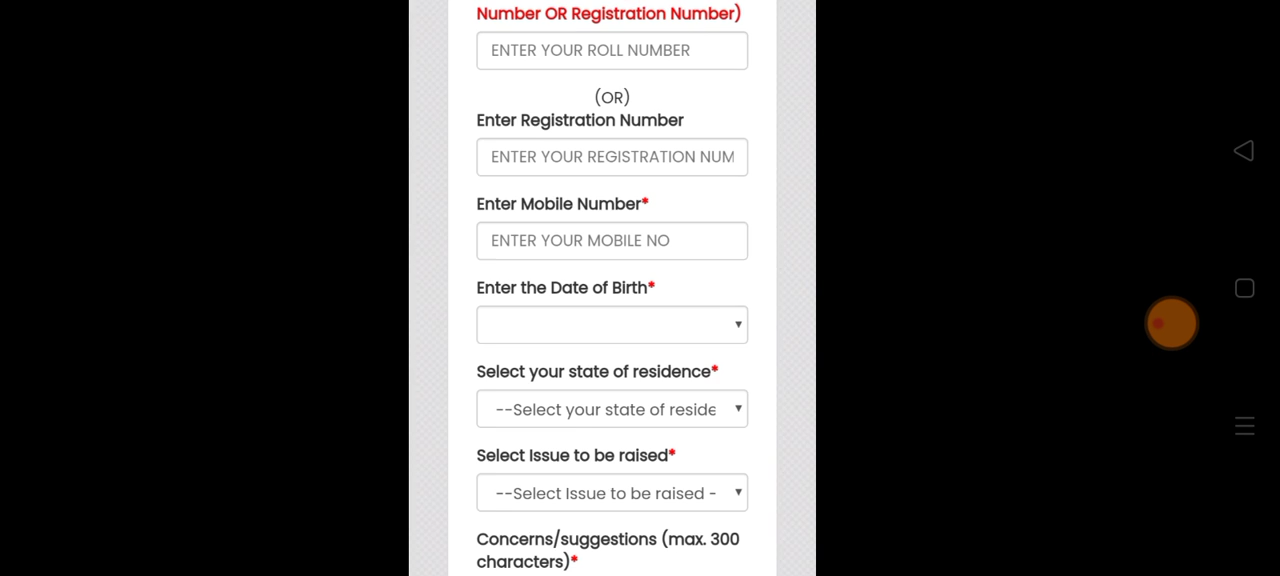 Number OR Registration Number)
ENTER YOUR ROLL NUMBER
(OR)
Enter Registration Number
ENTER YOUR REGISTRATION NUM
Enter Mobile Number*
ENTER YOUR MOBILE NO
Enter the Date of Birth*
Select your state of residence*
--Select your state of reside
Select Issue to be raised*
--Select Issue to be raised -
Concerns/suggestions (max. 300
characters)*